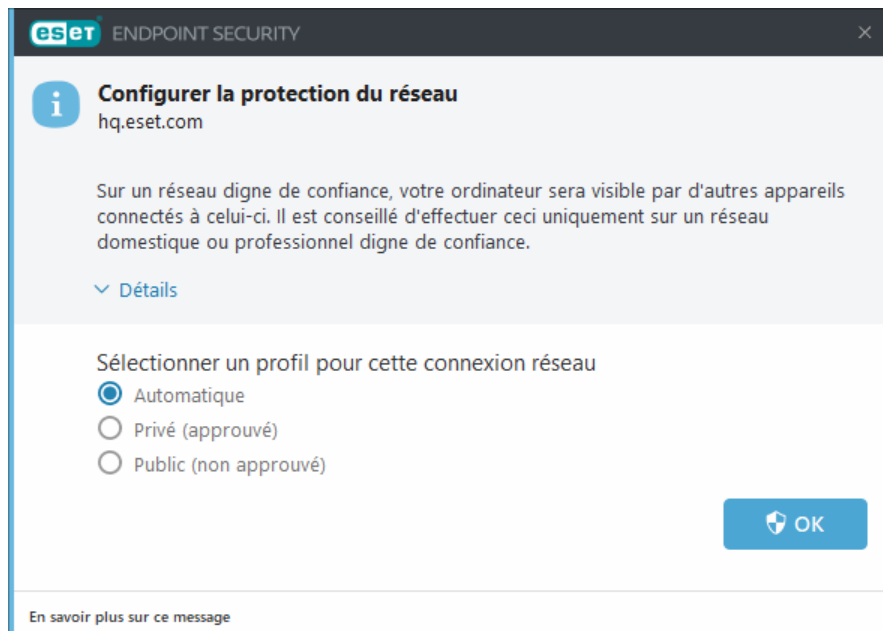 eset ENDPOINT SECURITY
Configurer la protection du réseau
hq.eset.com
Sur un réseau digne de confiance, votre ordinateur sera visible par d'autres appareils
connectés à celui-ci. Il est conseillé d'effectuer ceci uniquement sur un réseau
domestique ou professionnel digne de confiance.
Détails
Sélectionner un profil pour cette connexion réseau
Automatique
Privé (approuvé)
Public (non approuvé)
OK
En savoir plus sur ce message